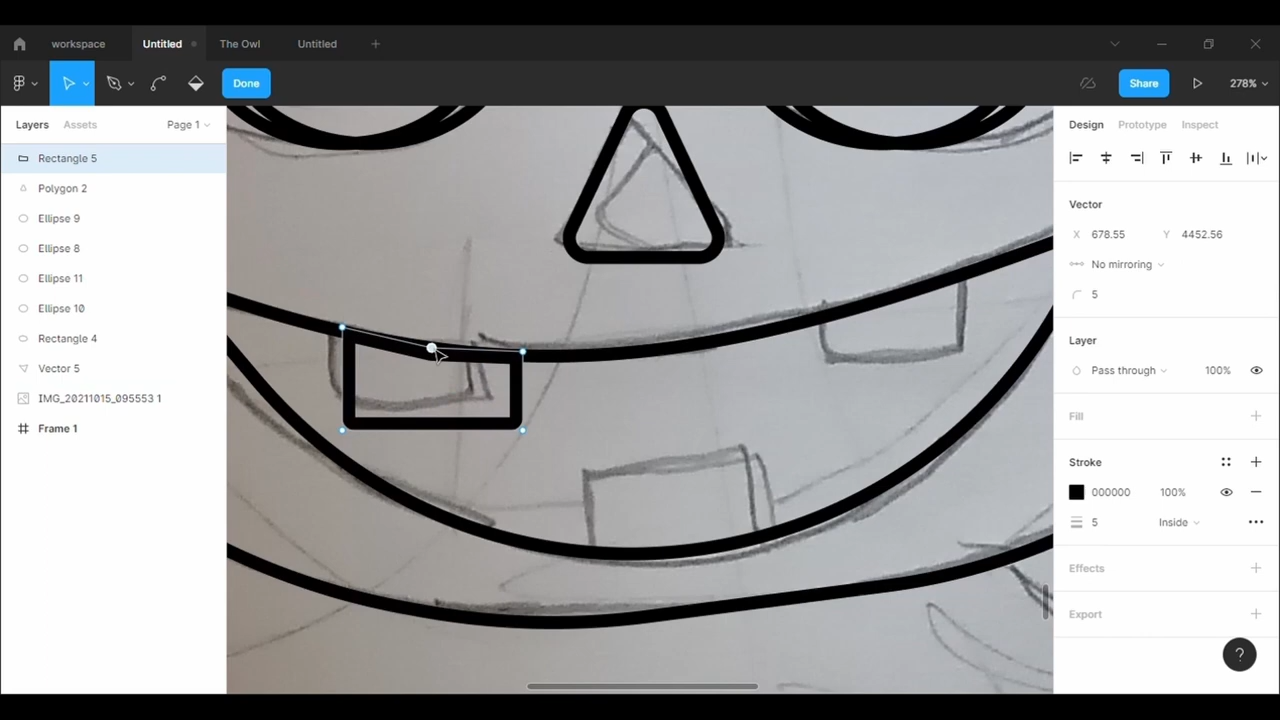 workspace
Untitled
The Owl
Untitled
Done
Share
278%
Layers
Assets
Page 1
Rectangle 5
Polygon 2
Ellipse 9
Ellipse 8
Ellipse 11
Ellipse 10
Rectangle 4
Vector 5
IMG_20211015_095553 1
Frame 1
Design
Prototype
Inspect
Vector
X 678.55 Y 4452.56
No mirroring
5
Layer
Pass through 100%
Fill
Stroke
000000 100%
5 Inside
Effects
Export
?